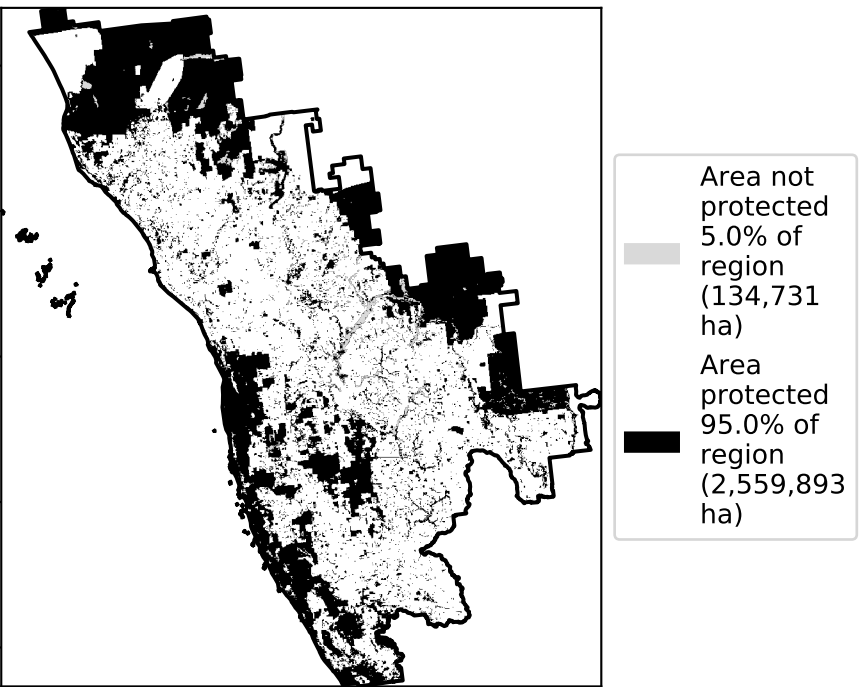 Area not
protected
5.0% of
region
(134,731
ha)
Area
protected
95.0% of
region
(2,559,893
ha)